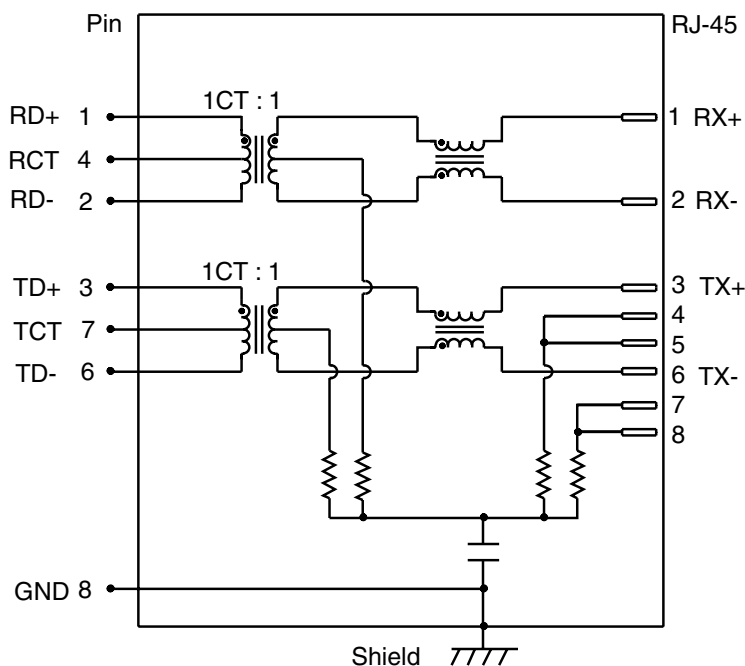 Pin RJ-45
1CT : 1
RD+ 1 1 RX+
RCT 4
RD- 2 2 RX-
1CT : 1
TD+ 3 3 TX+
4
TCT 7
5
TD- 6 6 TX-
7
8
GND 8
Shield